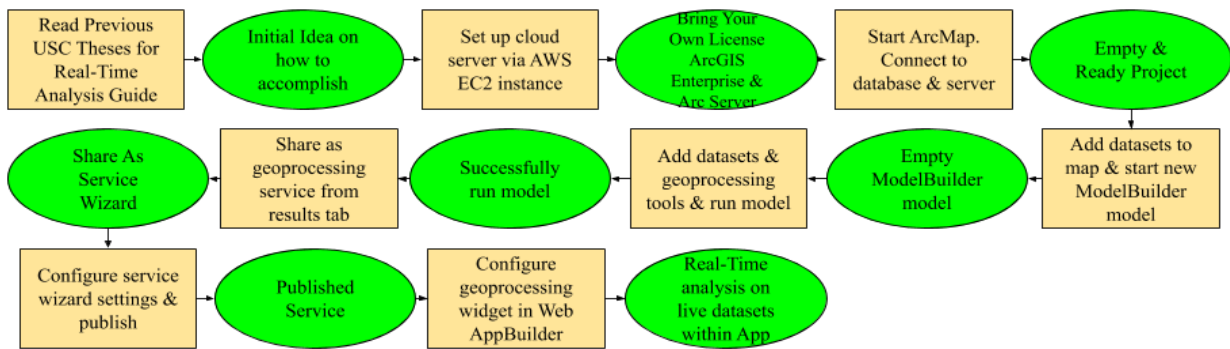 Read Previous
USC Theses for
Real-Time
Analysis Guide
Initial Idea on
how to
accomplish
Set up cloud
server via AWS
EC2 instance
Bring Your
Own License
ArcGIS
Enterprise &
Arc Server
Start ArcMap.
Connect to
database & server
Empty &
Ready Project
Add datasets to
map & start new
ModelBuilder
model
Empty
ModelBuilder
model
Add datasets &
geoprocessing
tools & run model
Successfully
run model
Share as
geoprocessing
service from
results tab
Share As
Service
Wizard
Configure service
wizard settings &
publish
Published
Service
Configure
geoprocessing
widget in Web
AppBuilder
Real-Time
analysis on
live datasets
within App